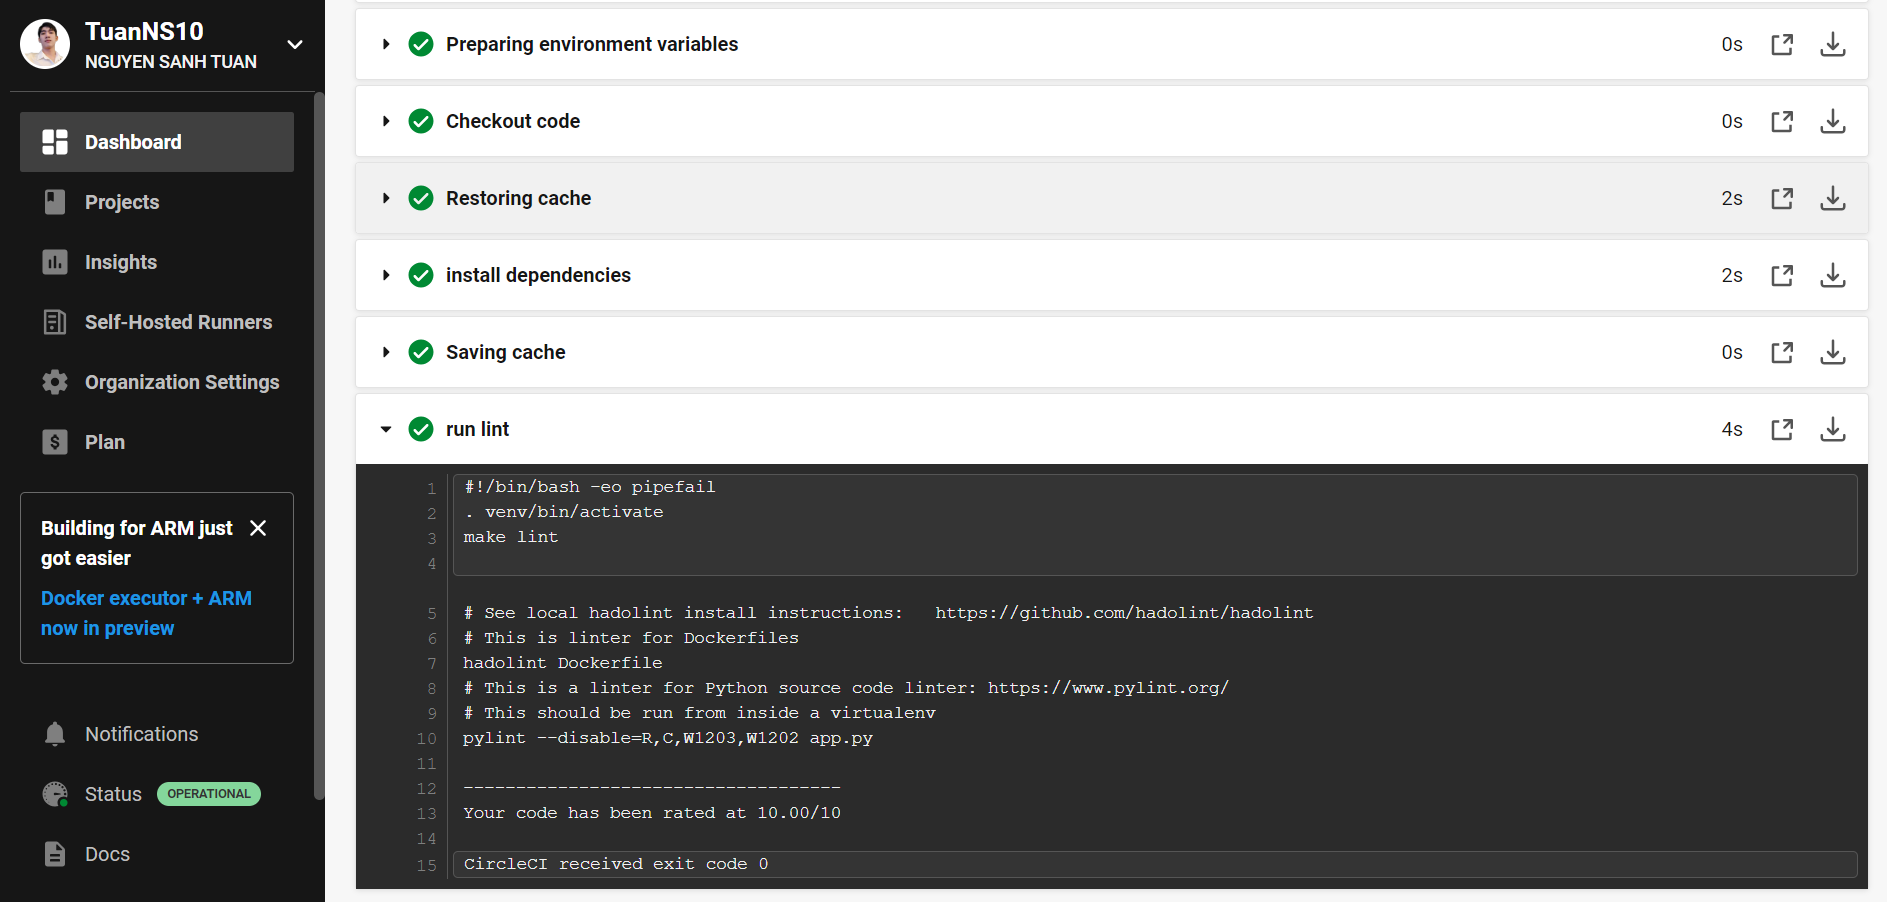 TuanNS10
NGUYEN SANH TUAN
Dashboard
Projects
Insights
Self-Hosted Runners
Organization Settings
Plan
Building for ARM just
got easier
Docker executor + ARM
now in preview
Notifications
Status OPERATIONAL
Docs
Preparing environment variables 0s
Checkout code 0s
Restoring cache 2s
install dependencies 2s
Saving cache 0s
run lint 4s
1 #!/bin/bash -eo pipefail
2 . venv/bin/activate
3 make lint
4
5 # See local hadolint install instructions:   https://github.com/hadolint/hadolint
6 # This is linter for Dockerfiles
7 hadolint Dockerfile
8 # This is a linter for Python source code linter: https://www.pylint.org/
9 # This should be run from inside a virtualenv
10 pylint --disable=R,C,W1203,W1202 app.py
11
12 ------------------------------------
13 Your code has been rated at 10.00/10
14
15 CircleCI received exit code 0